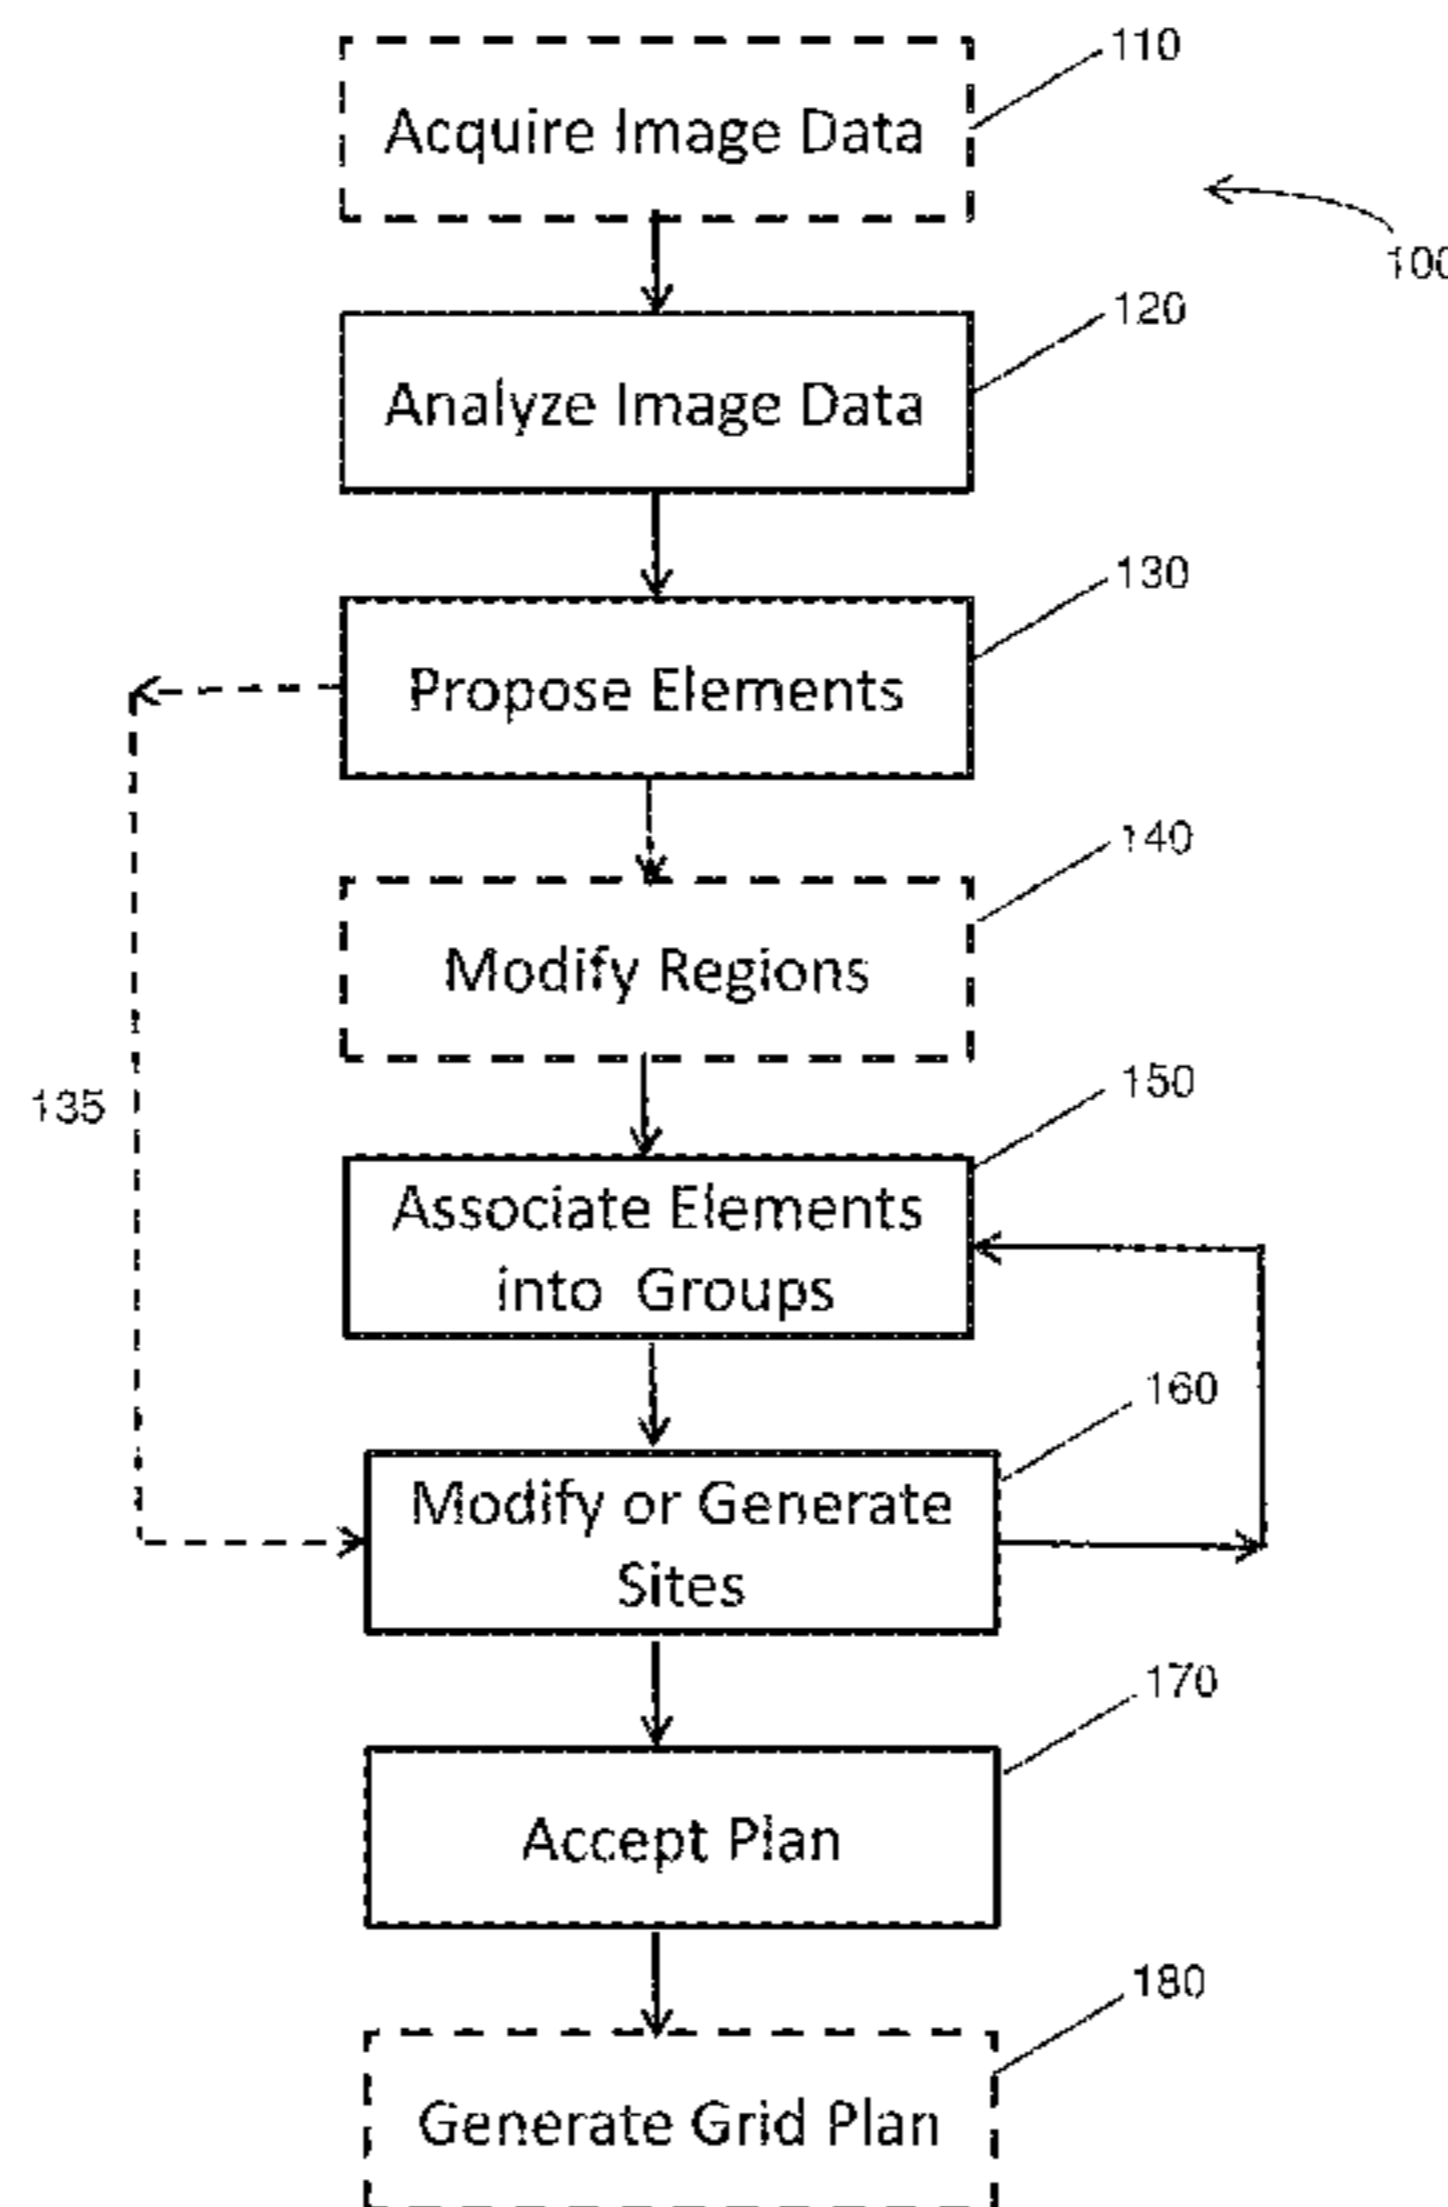 110
Acquire Image Data
100
120
Analyze Image Data
130
Propose Elements
140
Modify Regions
135
150
Associate Elements
into Groups
160
Modify or Generate
Sites
170
Accept Plan
180
Generate Grid Plan